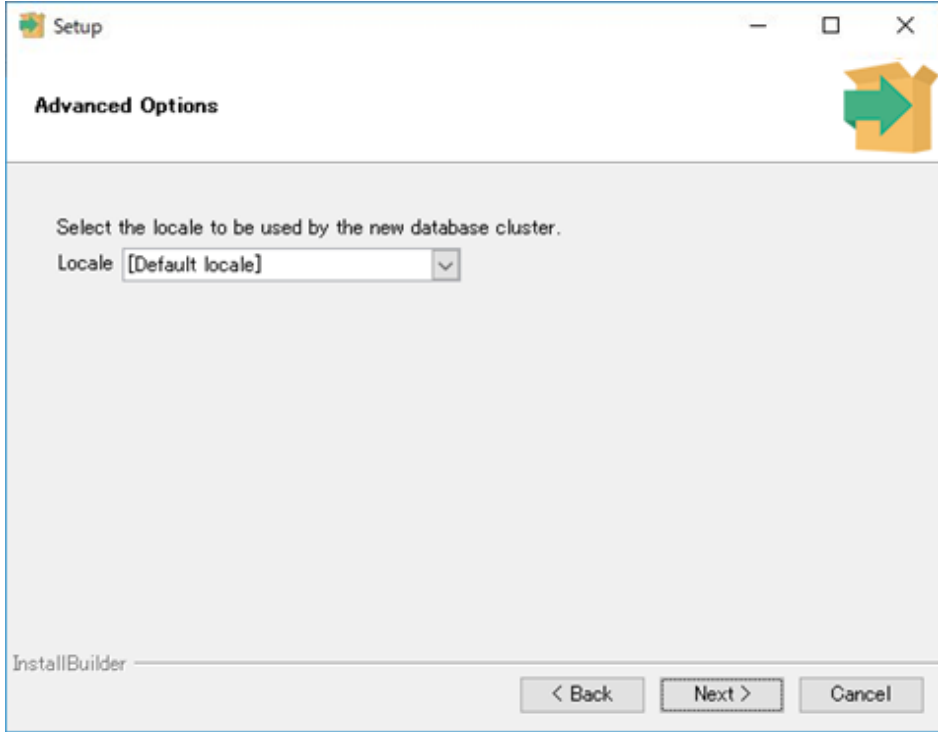 Setup
Advanced Options
Select the locale to be used by the new database cluster.
Locale [Default locale]
InstallBuilder
< Back Next > Cancel